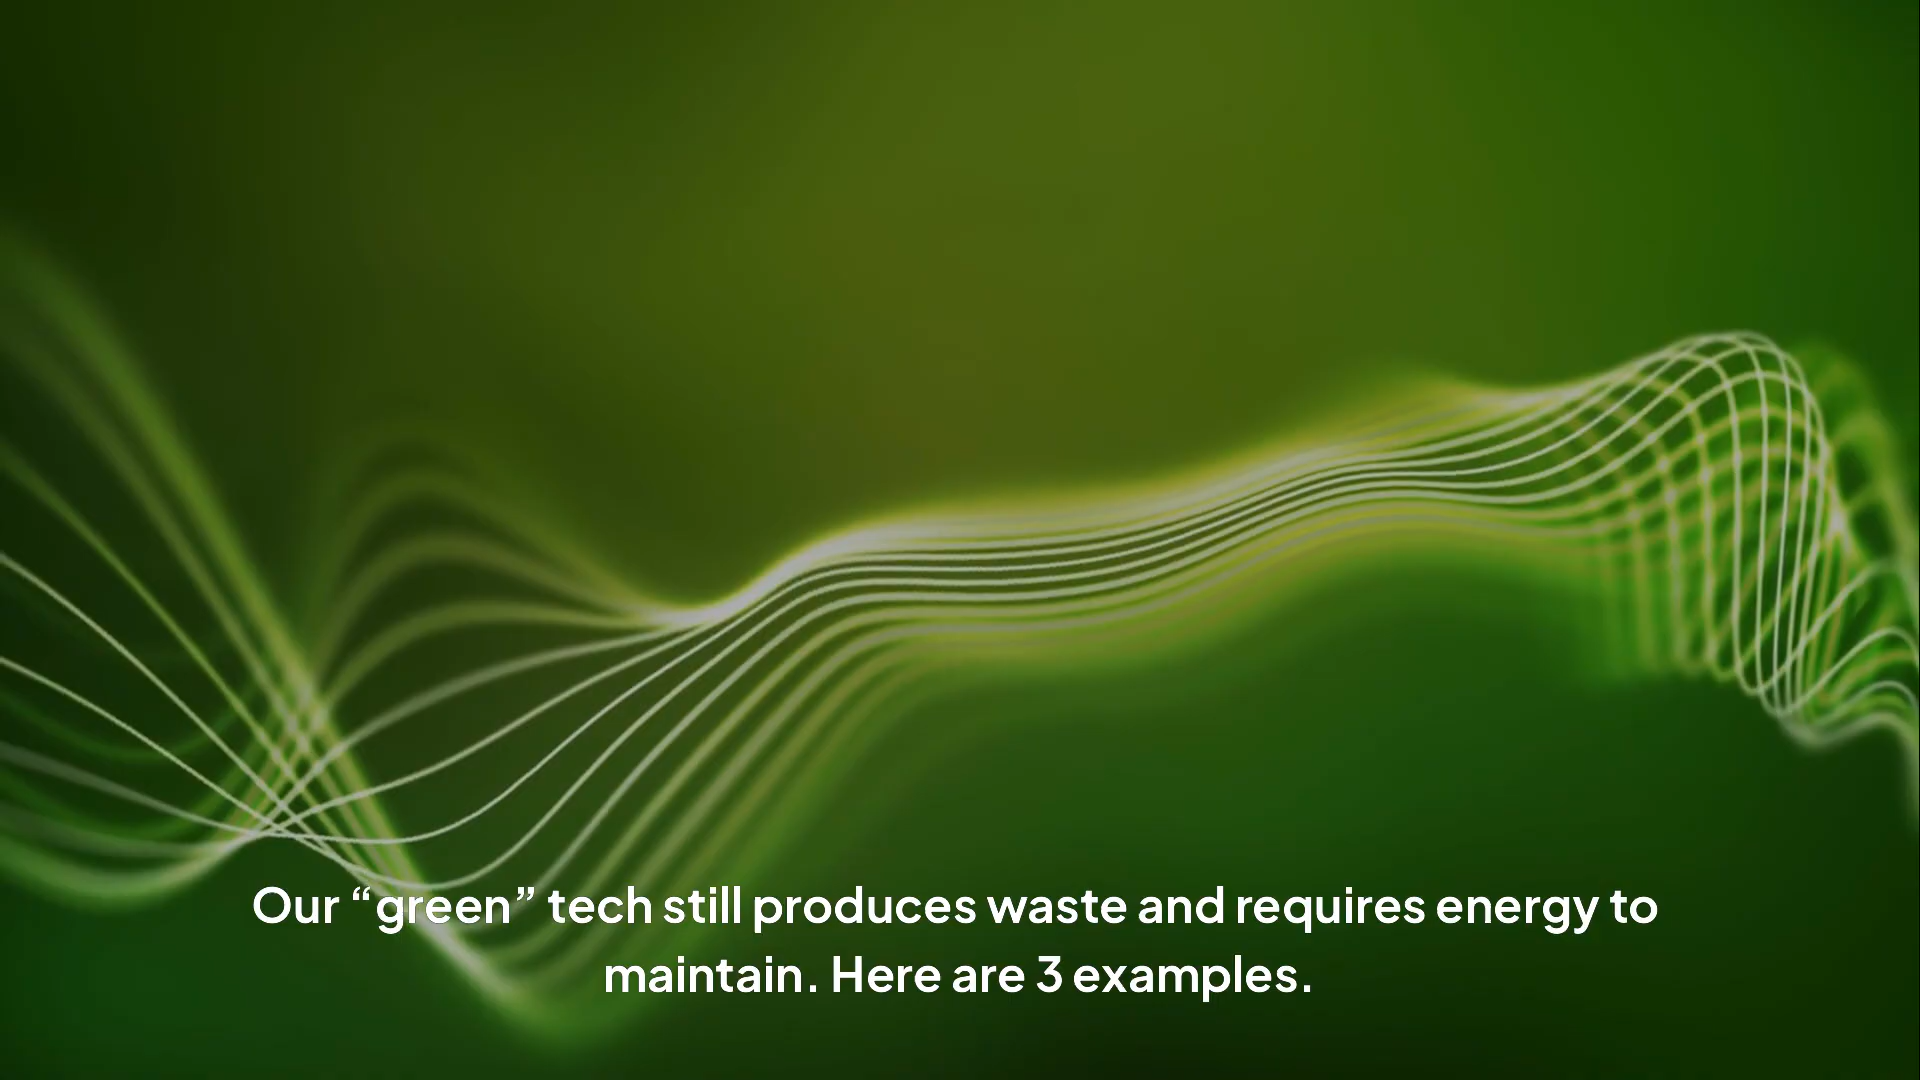 Our “green” tech still produces waste and requires energy to
maintain. Here are 3 examples.